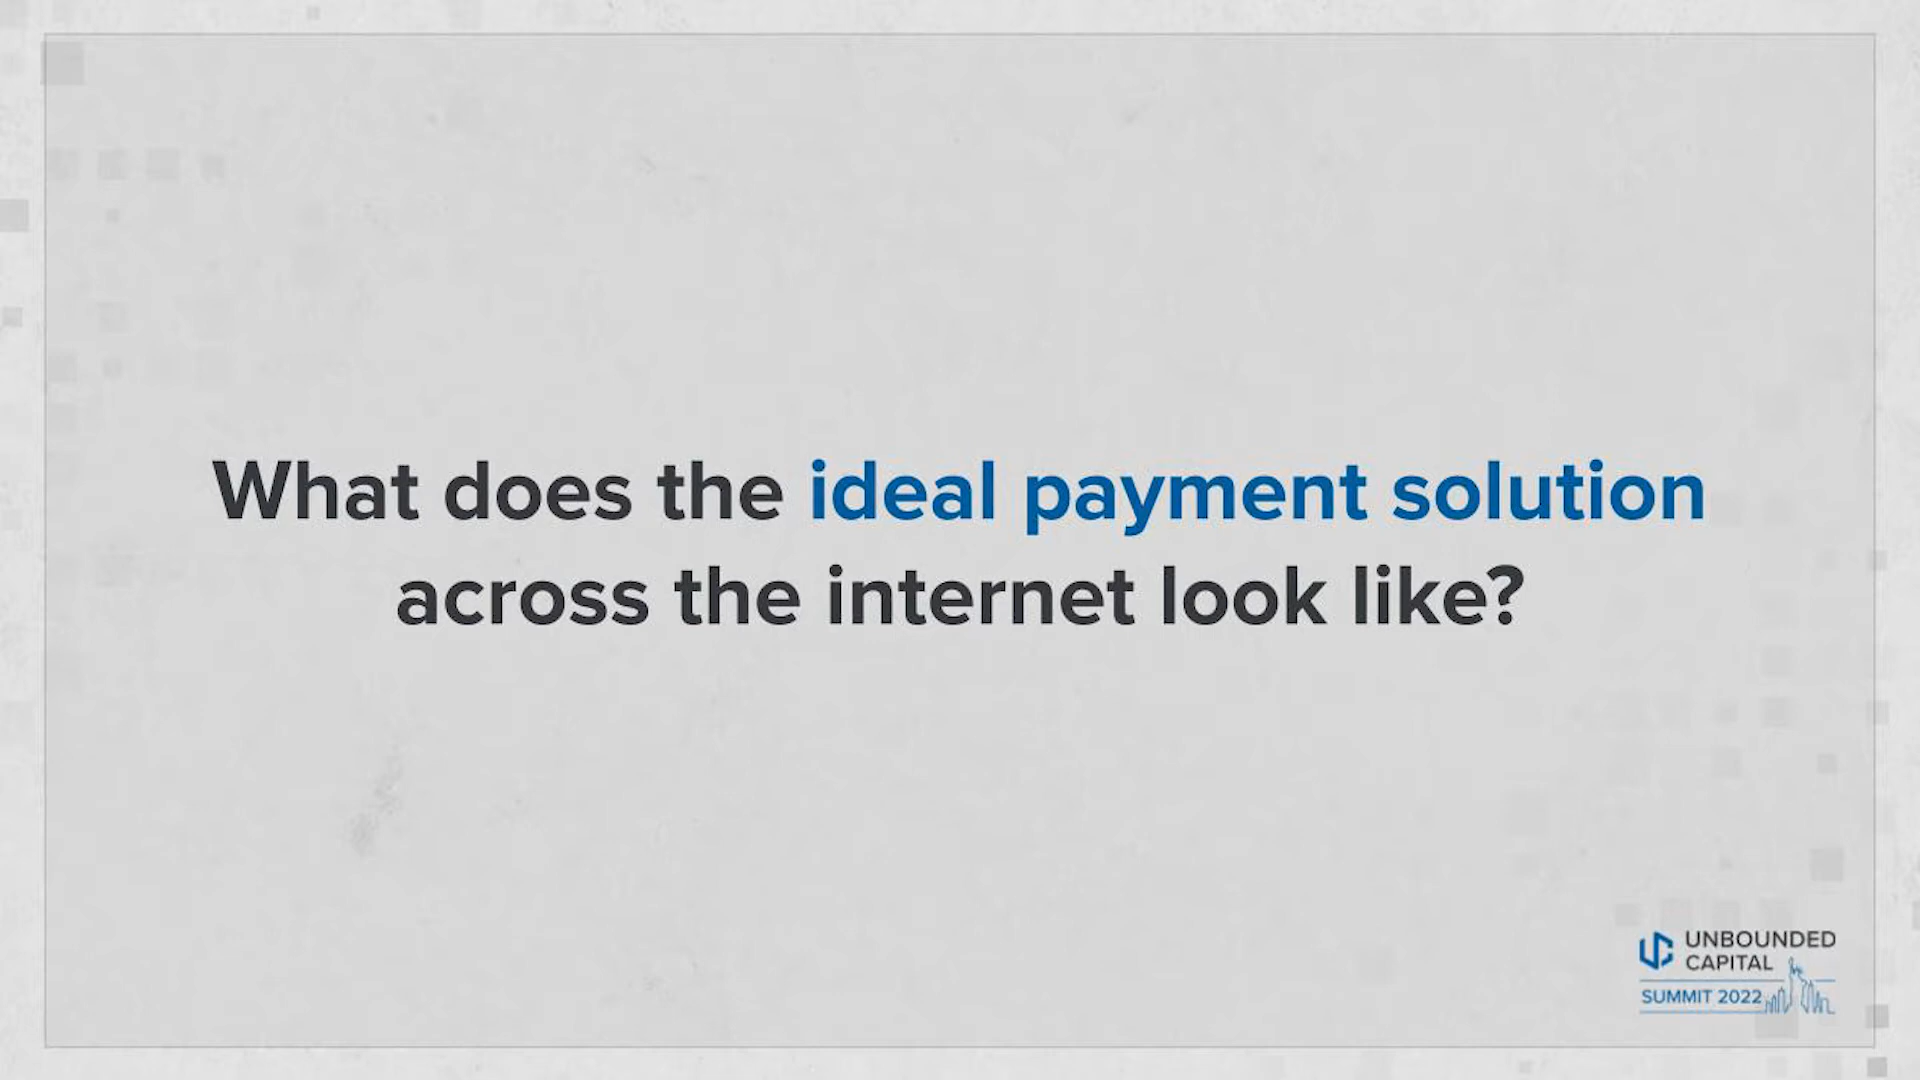 What does the ideal payment solution
across the internet look like?
UNBOUNDED
CAPITAL
SUMMIT 2022